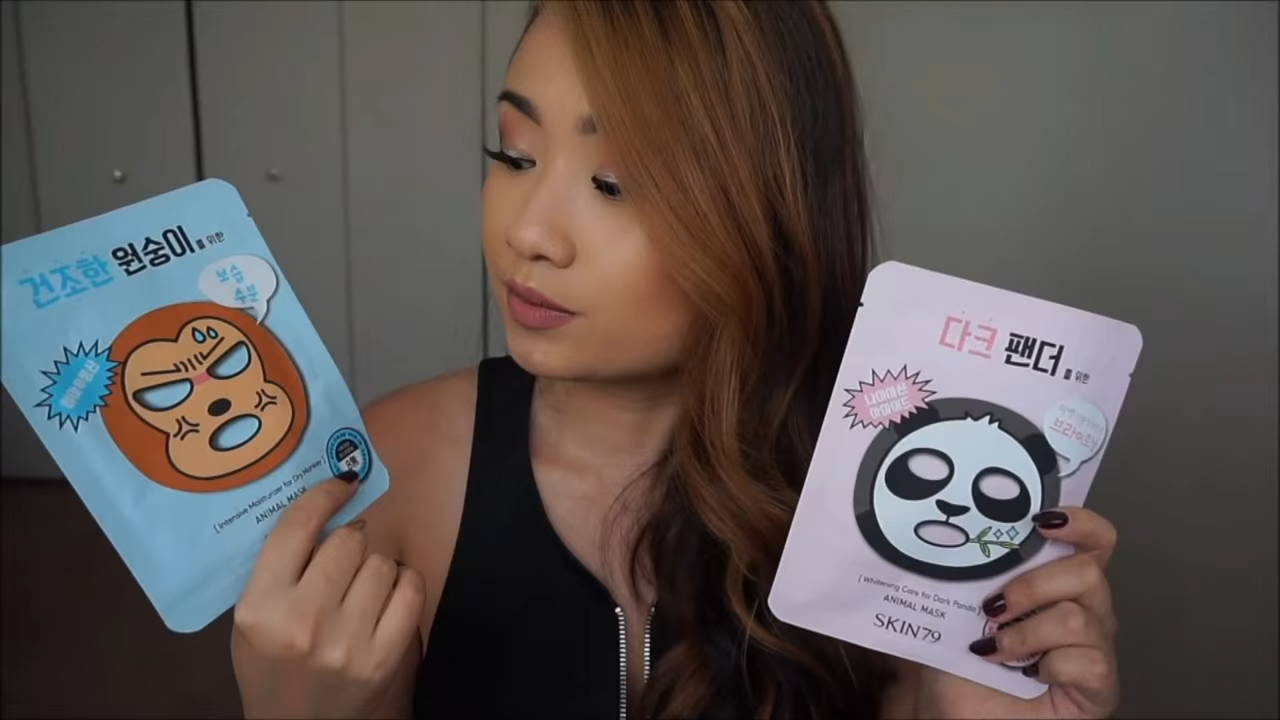 건조한 원숭이를 위한
보습
수분
[ Intensive Moisturizer for Dry Monkey ]
ANIMAL MASK
다크 팬더를 위한
나이아신
아마이드
브라이트닝
[ Whitening Care for Dark Panda ]
ANIMAL MASK
SKIN79